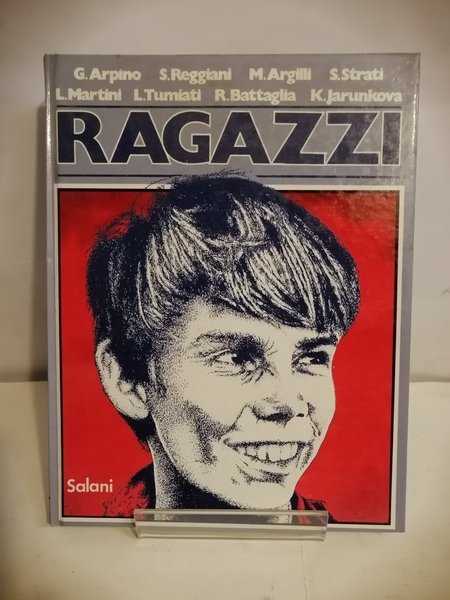 G.Arpino S.Reggiani M.Argilli S.Strati
L.Martini L.Tumiati R.Battaglia K.Jarunkova
RAGAZZI
Salani